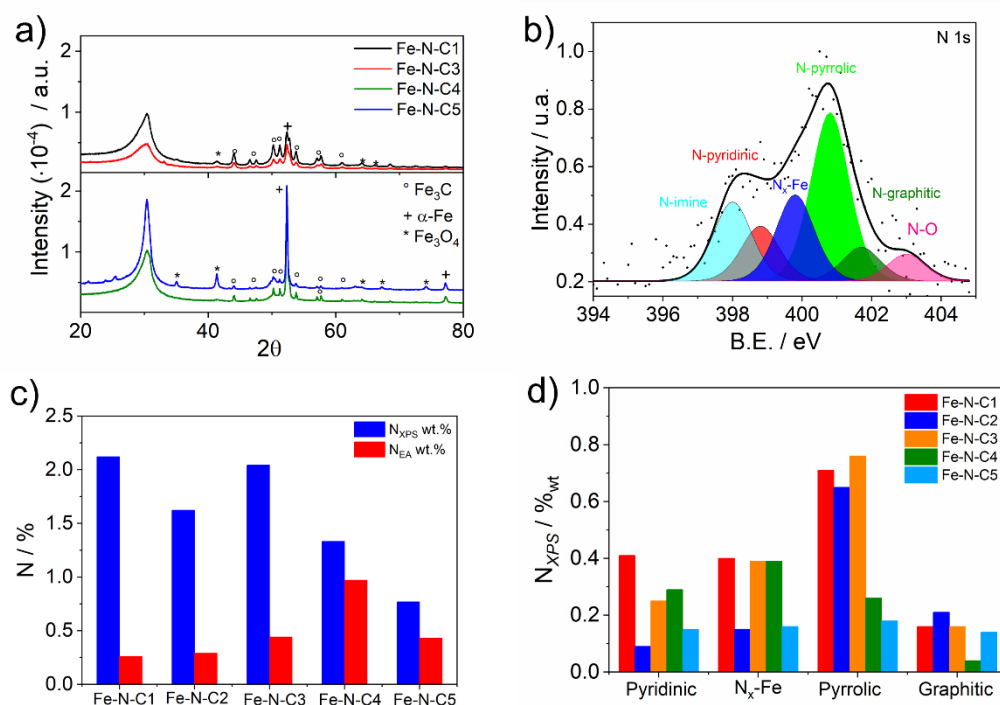 a)
Intensity (·10⁻⁴) / a.u.
2
1
2
1
Fe-N-C1
Fe-N-C3
Fe-N-C4
Fe-N-C5
+
* ° ° ° ° ° ° ° * *
° Fe₃C
+ α-Fe
* Fe₃O₄
+
* * ° ° ° ° ° ° ° ° * * * +
20 40 60 80
2θ
b)
N 1s
Intensity / u.a.
1.0
0.8
0.6
0.4
0.2
N-pyrrolic
N-pyridinic
Nₓ-Fe
N-imine
N-graphitic
N-O
394 396 398 400 402 404
B.E. / eV
c)
N / %
2.5
2.0
1.5
1.0
0.5
0.0
N_XPS wt.%
N_EA wt.%
Fe-N-C1 Fe-N-C2 Fe-N-C3 Fe-N-C4 Fe-N-C5
d)
N_XPS / %_wt
1.0
0.8
0.6
0.4
0.2
0.0
Fe-N-C1
Fe-N-C2
Fe-N-C3
Fe-N-C4
Fe-N-C5
Pyridinic Nₓ-Fe Pyrrolic Graphitic